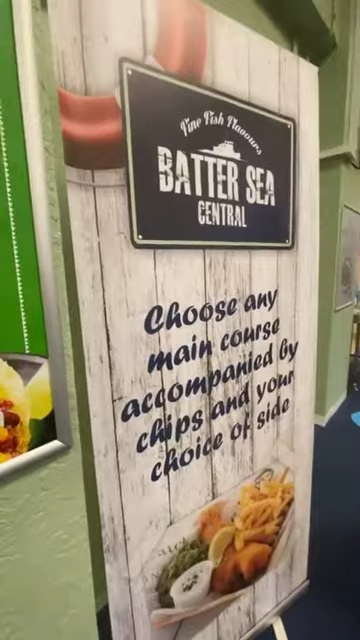 Fine Fish Flavours
BATTER SEA
CENTRAL
Choose any
main course
accompanied by
chips and your
choice of side